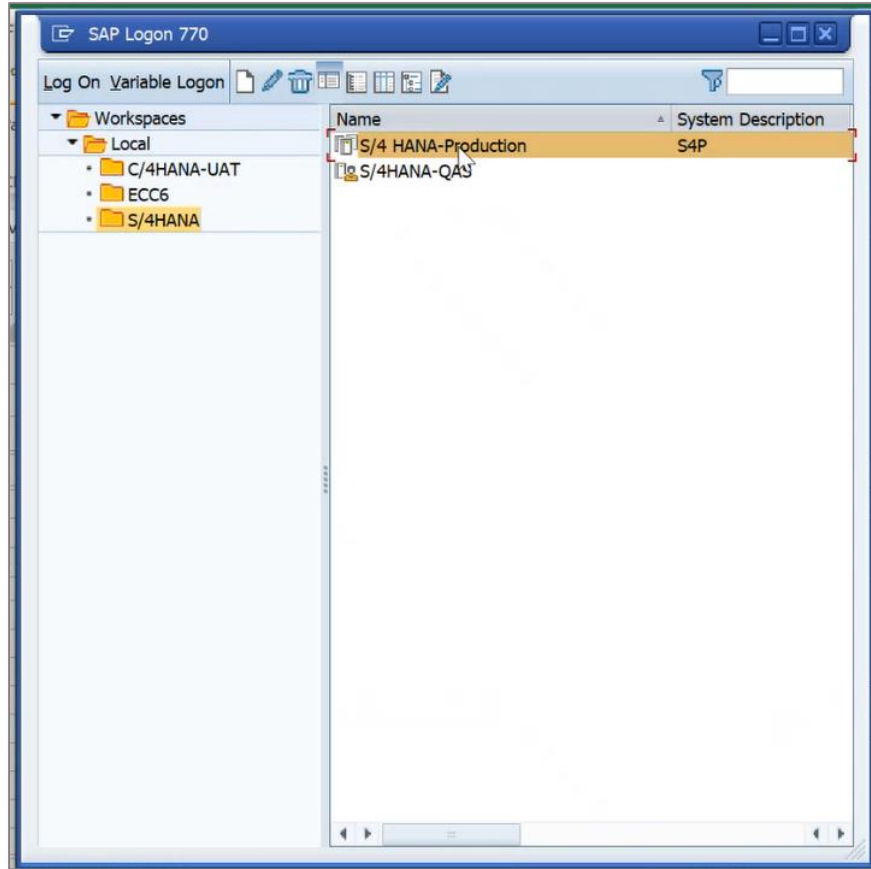 SAP Logon 770
Log On Variable Logon
Workspaces
Local
C/4HANA-UAT
ECC6
S/4HANA
Name System Description
S/4 HANA-Production S4P
S/4HANA-QAS